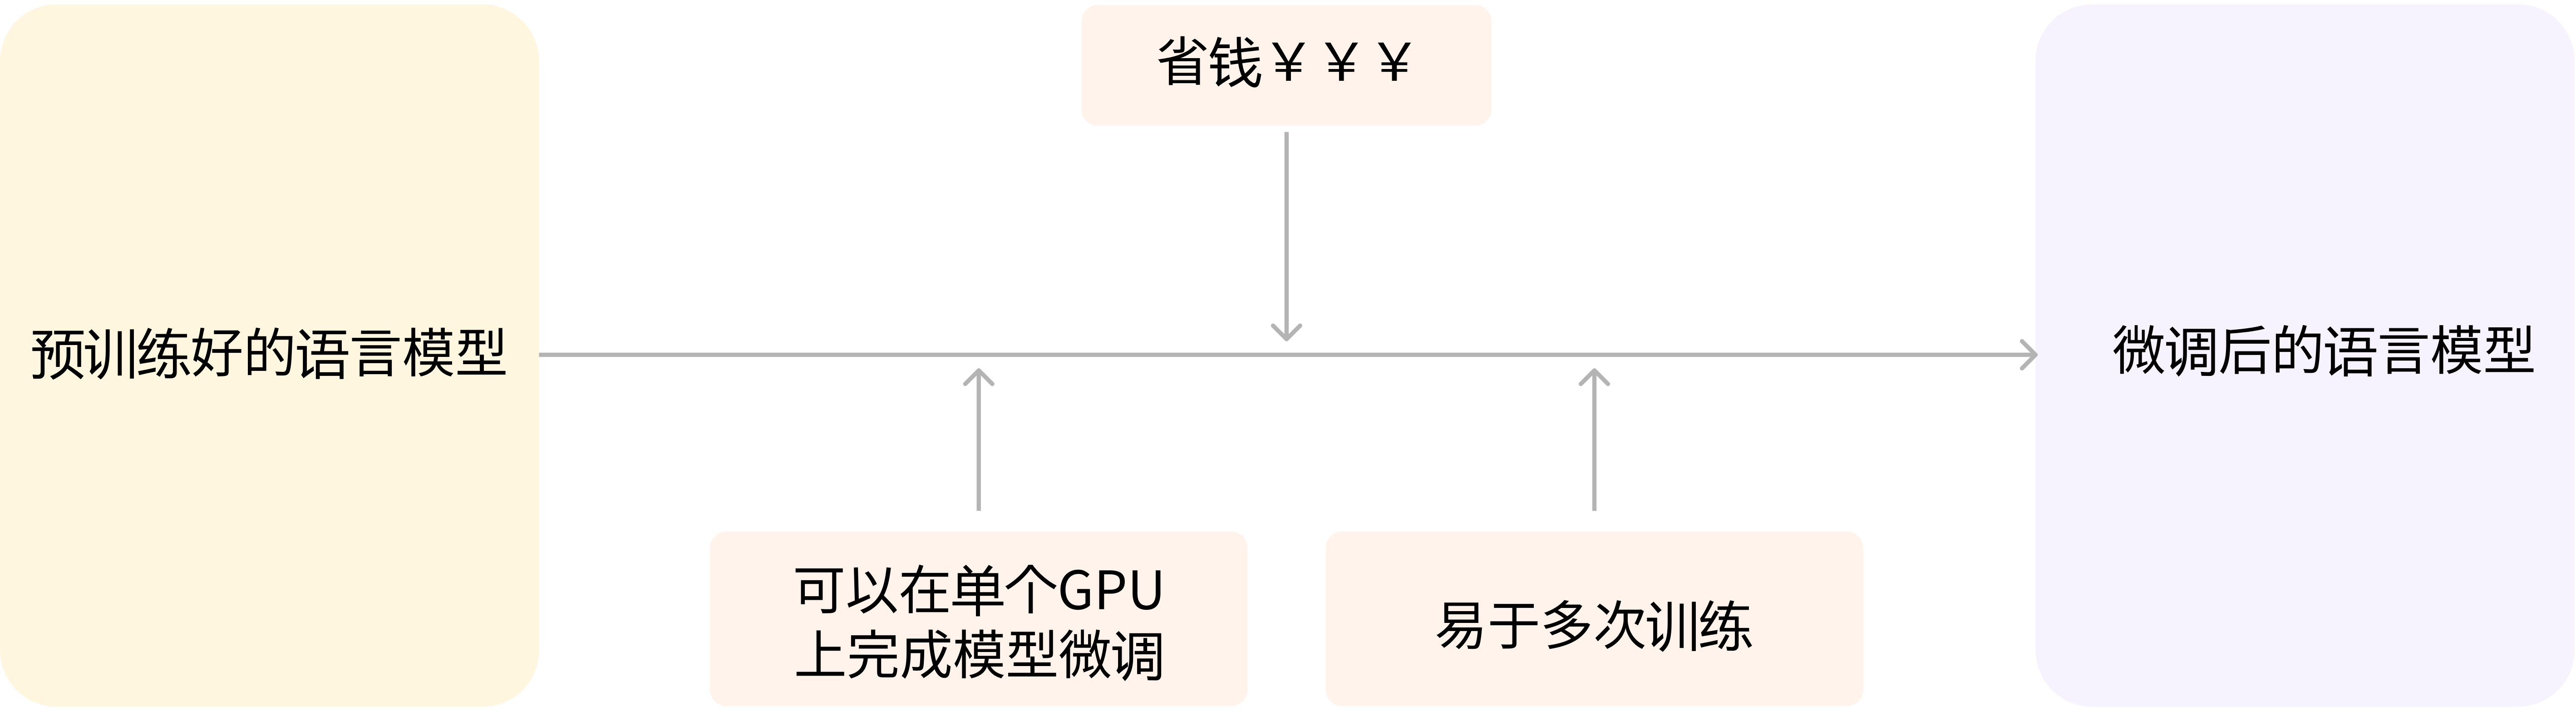 省钱¥ ¥ ¥
预训练好的语言模型
微调后的语言模型
可以在单个GPU
上完成模型微调
易于多次训练